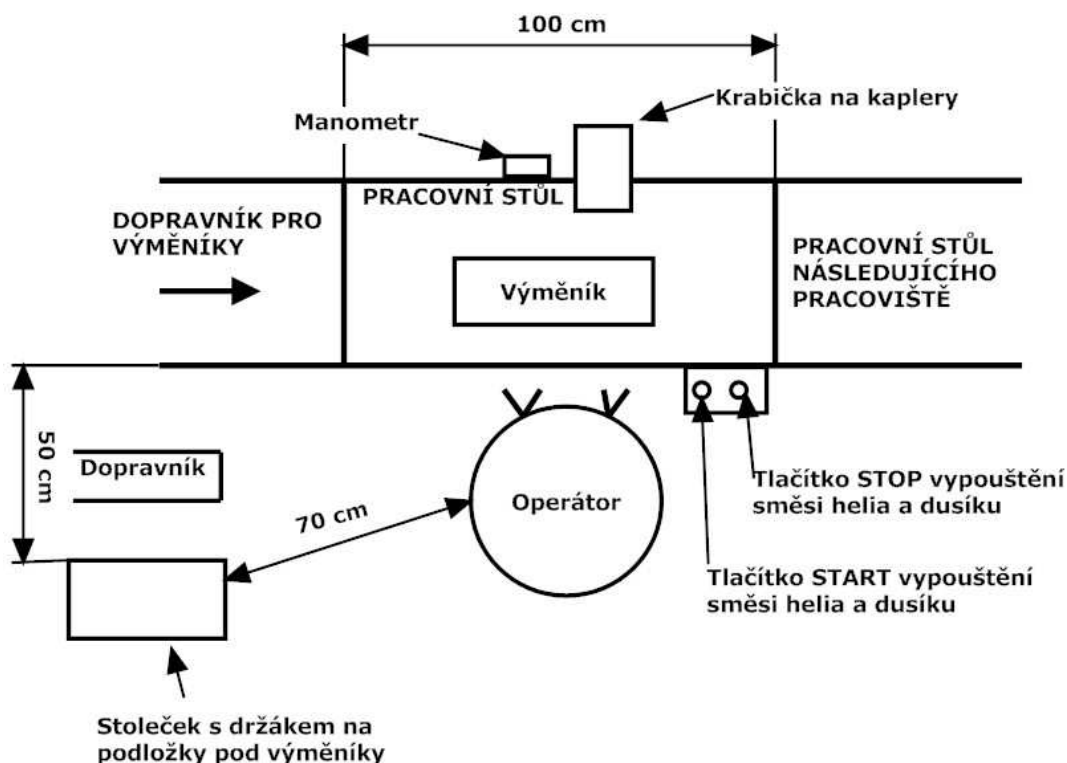 100 cm
Krabička na kaplery
Manometr
PRACOVNÍ STŮL
DOPRAVNÍK PRO
VÝMĚNÍKY
Výměník
PRACOVNÍ STŮL
NÁSLEDUJÍCÍHO
PRACOVIŠTĚ
50 cm
Dopravník
70 cm
Operátor
Tlačítko STOP vypouštění
směsi helia a dusíku
Tlačítko START vypouštění
směsi helia a dusíku
Stoleček s držákem na
podložky pod výměníky